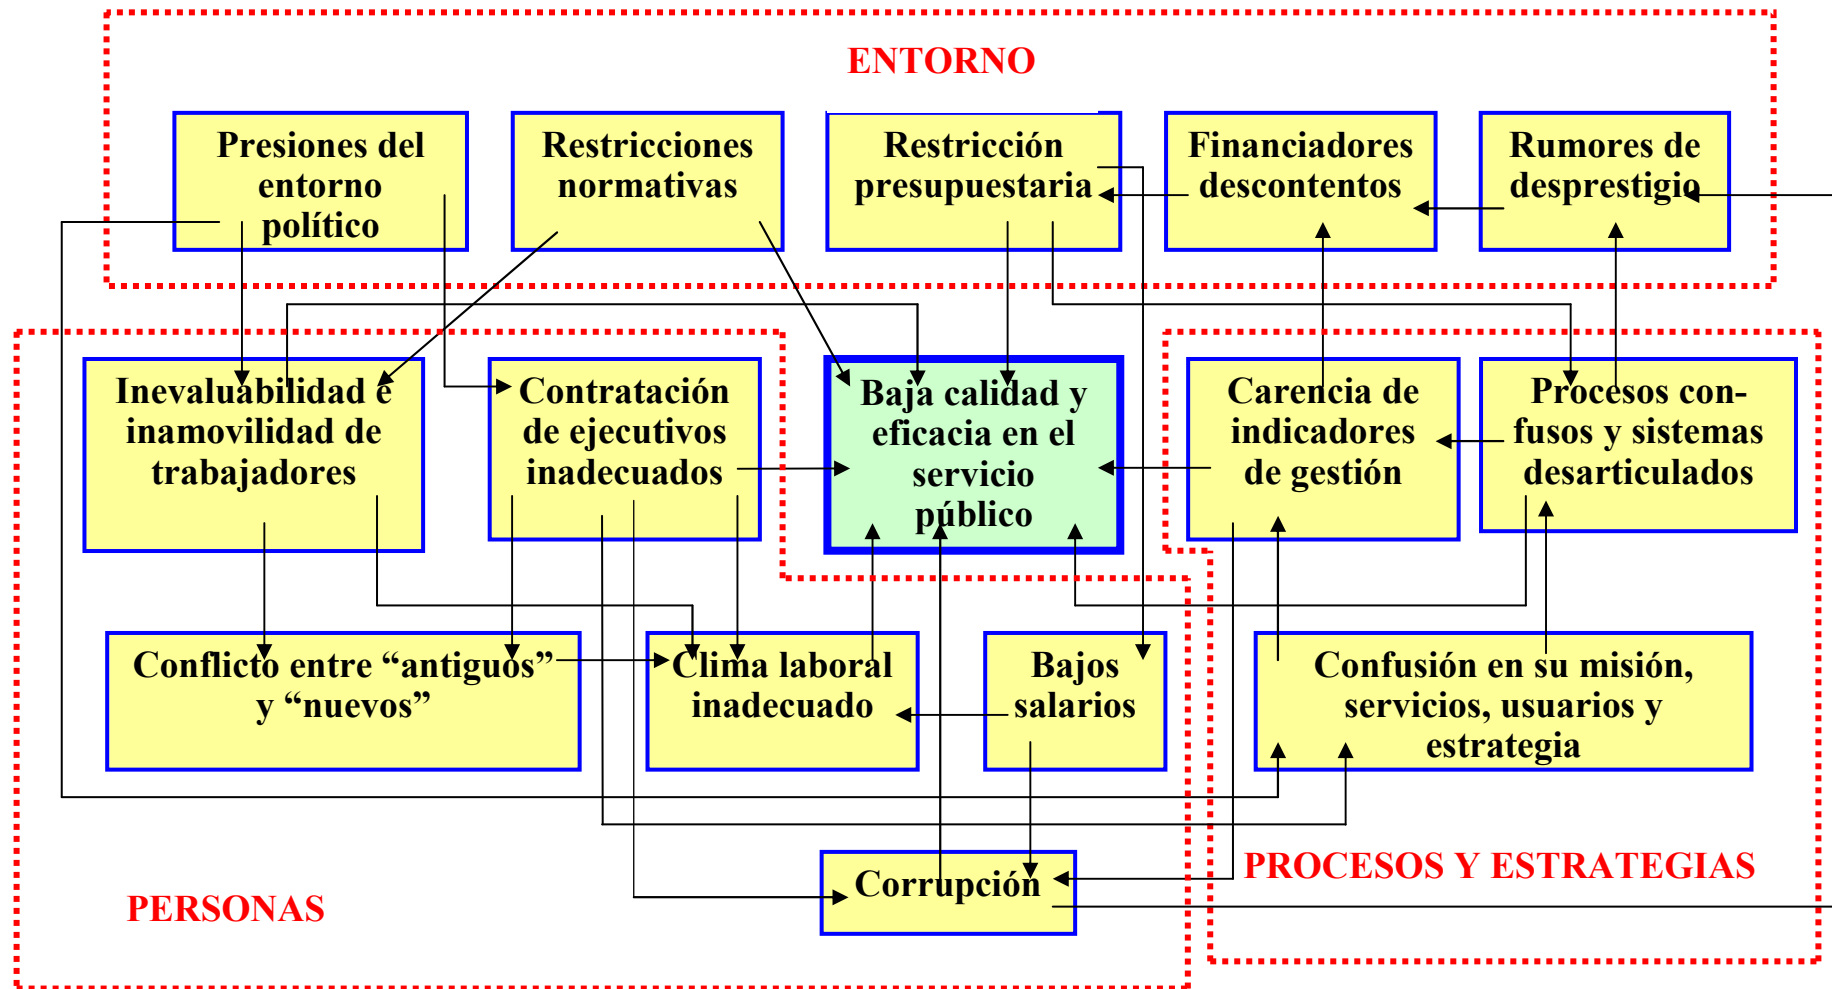 ENTORNO
Presiones del
entorno
político
Restricciones
normativas
Restricción
presupuestaria
Financiadores
descontentos
Rumores de
desprestigio
Inevaluabilidad e
inamovilidad de
trabajadores
Contratación
de ejecutivos
inadecuados
Baja calidad y
eficacia en el
servicio
público
Carencia de
indicadores
de gestión
Procesos con-
fusos y sistemas
desarticulados
Conflicto entre “antiguos”
y “nuevos”
Clima laboral
inadecuado
Bajos
salarios
Confusión en su misión,
servicios, usuarios y
estrategia
Corrupción
PROCESOS Y ESTRATEGIAS
PERSONAS